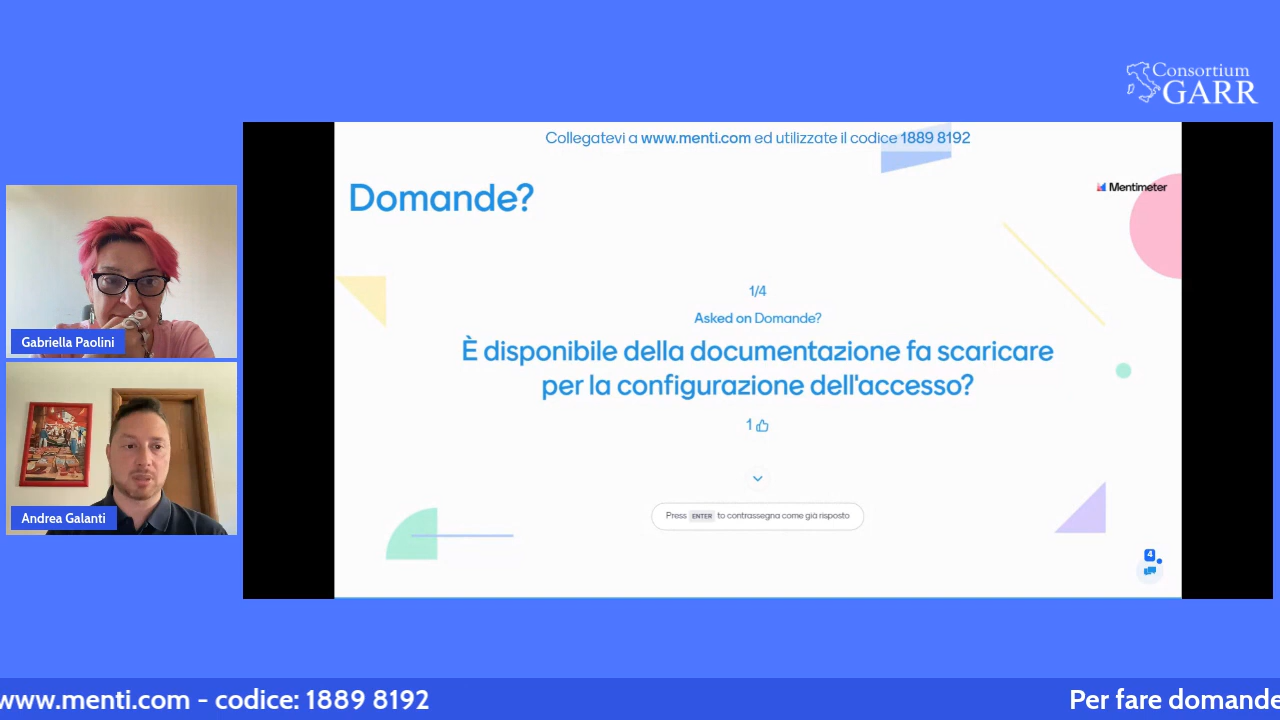 Consortium
GARR
Collegatevi a www.menti.com ed utilizzate il codice 1889 8192
Domande?
Mentimeter
1/4
Asked on Domande?
È disponibile della documentazione fa scaricare
per la configurazione dell'accesso?
1
Press ENTER to contrassegna come già risposto
4
Gabriella Paolini
Andrea Galanti
www.menti.com - codice: 1889 8192
Per fare domande